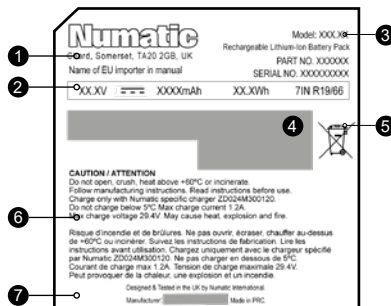 Numatic
Model: XXX.XX
3
1
Chard, Somerset, TA20 2GB, UK
Rechargeable Lithium-Ion Battery Pack
Name of EU importer in manual
PART NO. XXXXXX
SERIAL NO. XXXXXXXXX
2
XX.XV XXXXmAh XX.XWh 7IN R19/66
4
5
CAUTION / ATTENTION
Do not open, crush, heat above +60°C or incinerate.
Follow manufacturing instructions. Read instructions before use.
Charge only with Numatic specific charger ZD024M300120.
Do not charge below 5°C Max charge current 1.2A.
6
Max charge voltage 29.4V. May cause heat, explosion and fire.
Risque d'incendie et de brûlures. Ne pas ouvrir, écraser, chauffer au-dessus
de +60°C ou incinérer. Suivez les instructions de fabrication. Lire les
instructions avant utilisation. Chargez uniquement avec le chargeur spécifié
par Numatic ZD024M300120. Ne pas charger en dessous de 5°C.
Courant de charge max 1.2A. Tension de charge maximale 29.4V.
Peut provoquer de la chaleur, une explosion et un incendie.
Designed & Tested in the UK by Numatic International.
7
Manufacturer: Made in PRC.